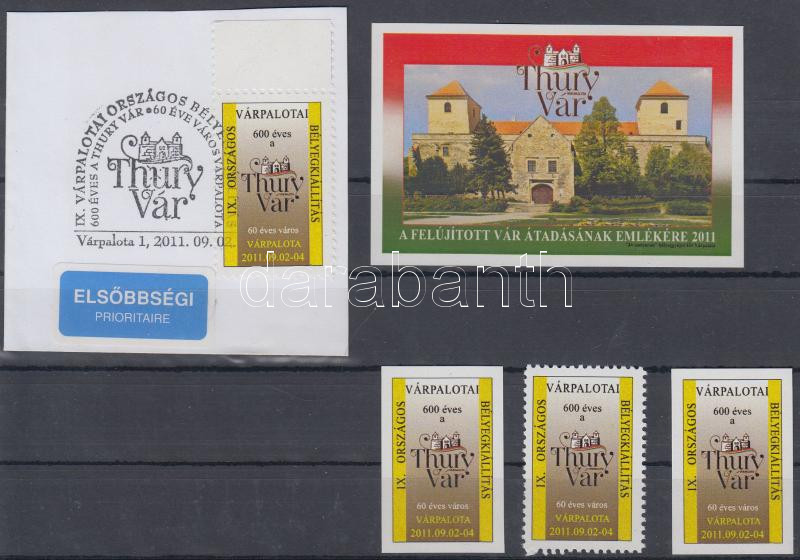 IX. VÁRPALOTAI ORSZÁGOS BÉLYE
600 ÉVES A THURY VÁR • 60 ÉVE VÁROS VÁRPALOTA
Thury
Vár
Várpalota 1, 2011. 09. 02.
ELSŐBBSÉGI
PRIORITAIRE
VÁRPALOTAI
IX. ORSZÁGOS
BÉLYEGKIÁLLÍTÁS
600 éves
a
Thury
Vár
60 éves város
VÁRPALOTA
2011.09.02-04
Thury
Vár
A FELÚJÍTOTT VÁR ÁTADÁSÁNAK EMLÉKÉRE 2011
darabanth
VÁRPALOTAI
IX. ORSZÁGOS
BÉLYEGKIÁLLÍTÁS
600 éves
a
Thury
Vár
60 éves város
VÁRPALOTA
2011.09.02-04
VÁRPALOTAI
IX. ORSZÁGOS
BÉLYEGKIÁLLÍTÁS
600 éves
a
Thury
Vár
60 éves város
VÁRPALOTA
2011.09.02-04
VÁRPALOTAI
IX. ORSZÁGOS
BÉLYEGKIÁLLÍTÁS
600 éves
a
Thury
Vár
60 éves város
VÁRPALOTA
2011.09.02-04